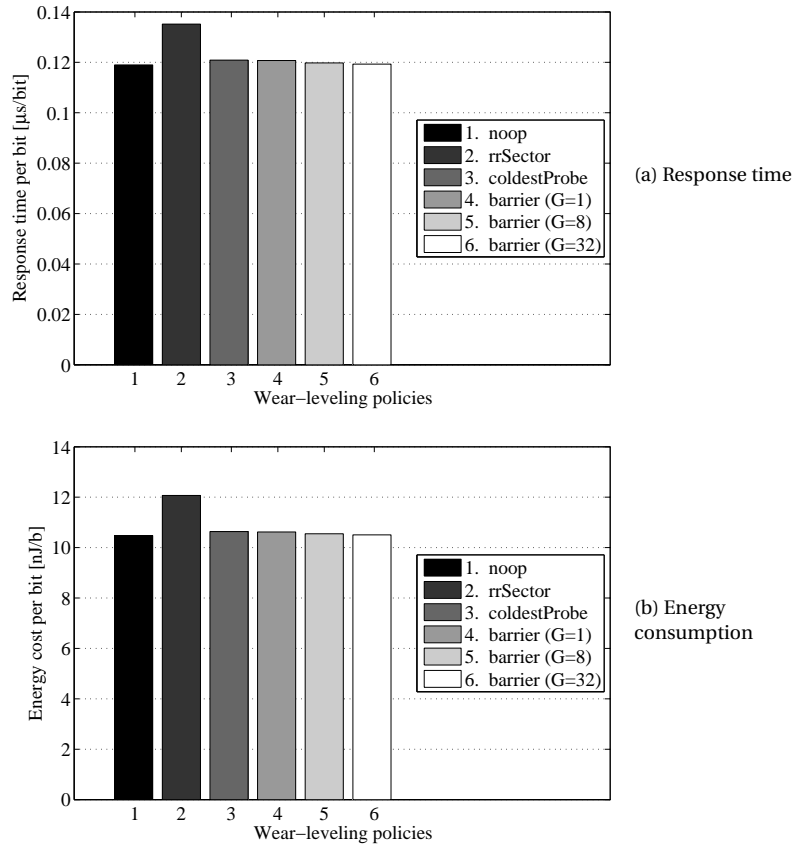 0.14
0.12
0.1
0.08
0.06
0.04
0.02
0
Response time per bit [μs/bit]
1. noop
2. rrSector
3. coldestProbe
4. barrier (G=1)
5. barrier (G=8)
6. barrier (G=32)
1 2 3 4 5 6
Wear−leveling policies
(a) Response time
14
12
10
8
6
4
2
0
Energy cost per bit [nJ/b]
1. noop
2. rrSector
3. coldestProbe
4. barrier (G=1)
5. barrier (G=8)
6. barrier (G=32)
1 2 3 4 5 6
Wear−leveling policies
(b) Energy
consumption